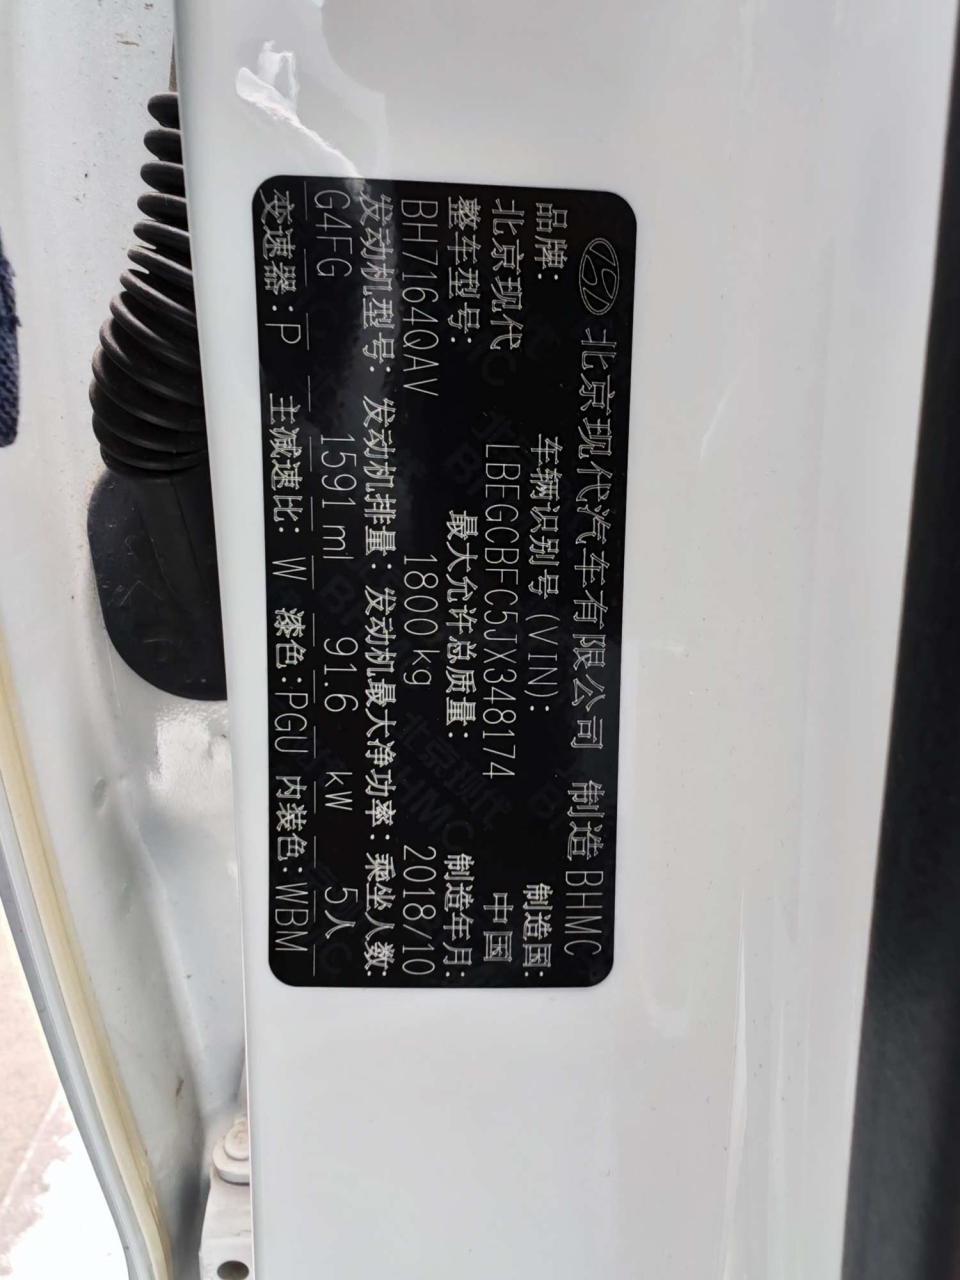 北京现代汽车有限公司 制造 BHMC
品牌: 车辆识别号(VIN): 制造国:
北京现代 LBEGCBFC5JX348174 中国
整车型号: 最大允许总质量: 制造年月:
BH7164QAV 1800 kg 2018/10
发动机型号: 发动机排量: 发动机最大净功率: 乘坐人数:
G4FG 1591 ml 91.6 kW 5人
变速器:P 主减速比:W 漆色:PGU 内装色:WBM